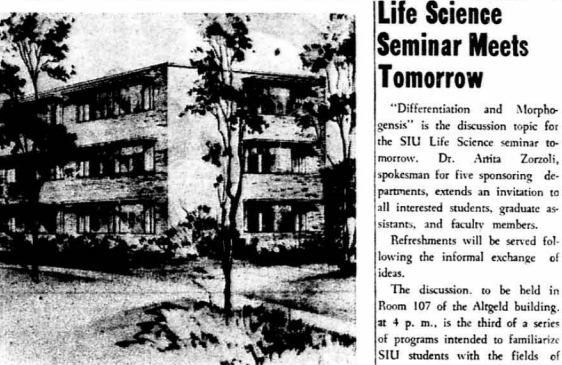 Life Science
Seminar Meets
Tomorrow
"Differentiation and Morpho-
gensis" is the discussion topic for
the SIU Life Science seminar to-
morrow. Dr. Anita Zorzoli,
spokesman for five sponsoring de-
partments, extends an invitation to
all interested students, graduate as-
sistants, and faculty members.
Refreshments will be served fol-
lowing the informal exchange of
ideas.
The discussion. to be held in
Room 107 of the Altgeld building.
at 4 p. m., is the third of a series
of programs intended to familiarize
SIU students with the fields of